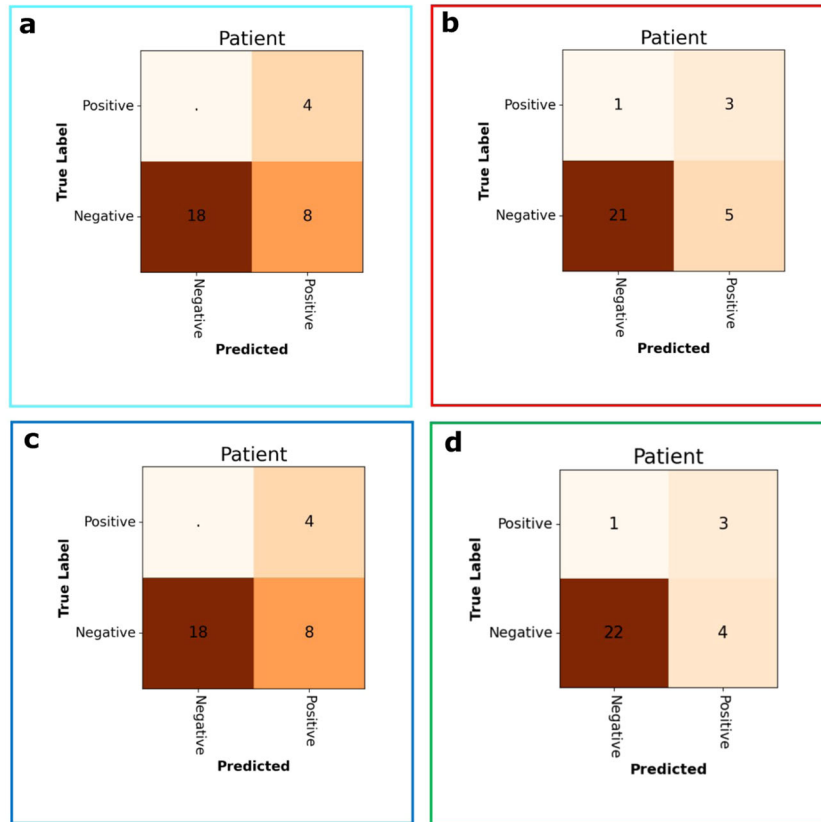 a
Patient
Positive
.
4
True Label
Negative
18
8
Negative
Positive
Predicted
b
Patient
Positive
1
3
True Label
Negative
21
5
Negative
Positive
Predicted
c
Patient
Positive
.
4
True Label
Negative
18
8
Negative
Positive
Predicted
d
Patient
Positive
1
3
True Label
Negative
22
4
Negative
Positive
Predicted